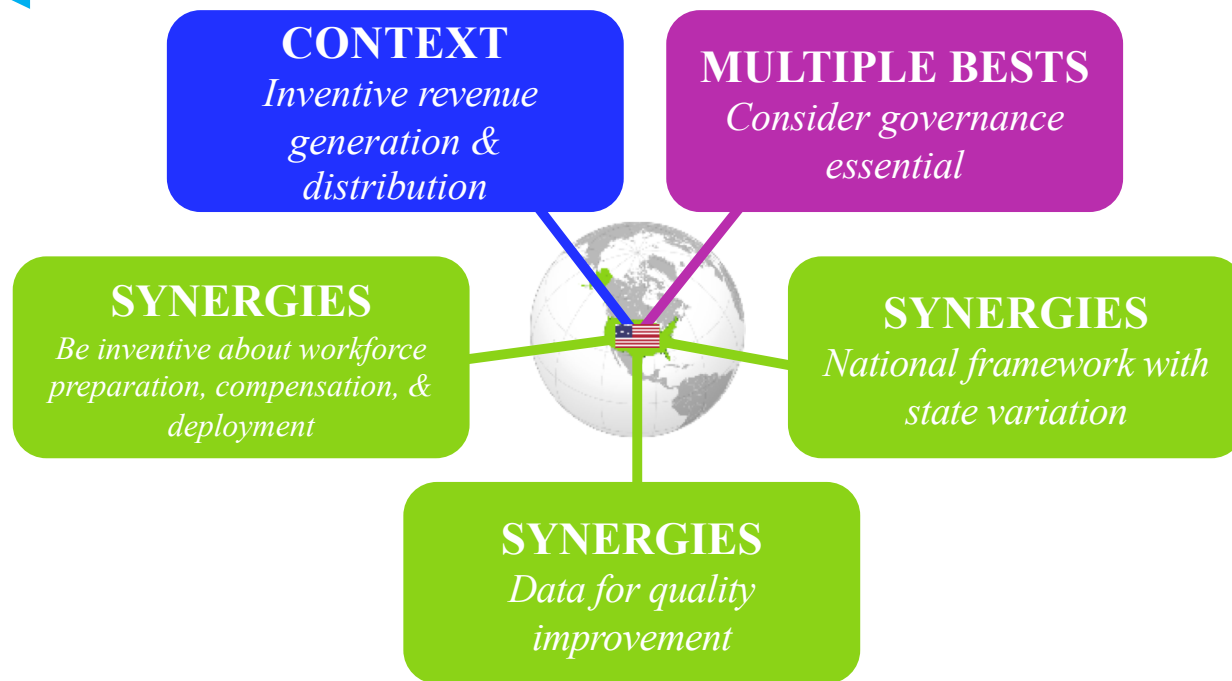 CONTEXT
Inventive revenue
generation &
distribution
MULTIPLE BESTS
Consider governance
essential
SYNERGIES
Be inventive about workforce
preparation, compensation, &
deployment
SYNERGIES
National framework with
state variation
SYNERGIES
Data for quality
improvement